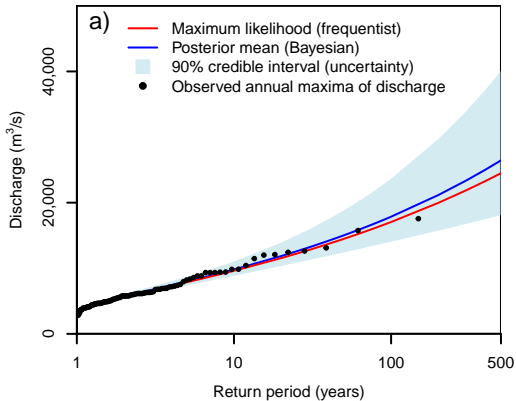 a)
Maximum likelihood (frequentist)
Posterior mean (Bayesian)
90% credible interval (uncertainty)
Observed annual maxima of discharge
Discharge (m³/s)
40,000
20,000
0
1
10
100
500
Return period (years)